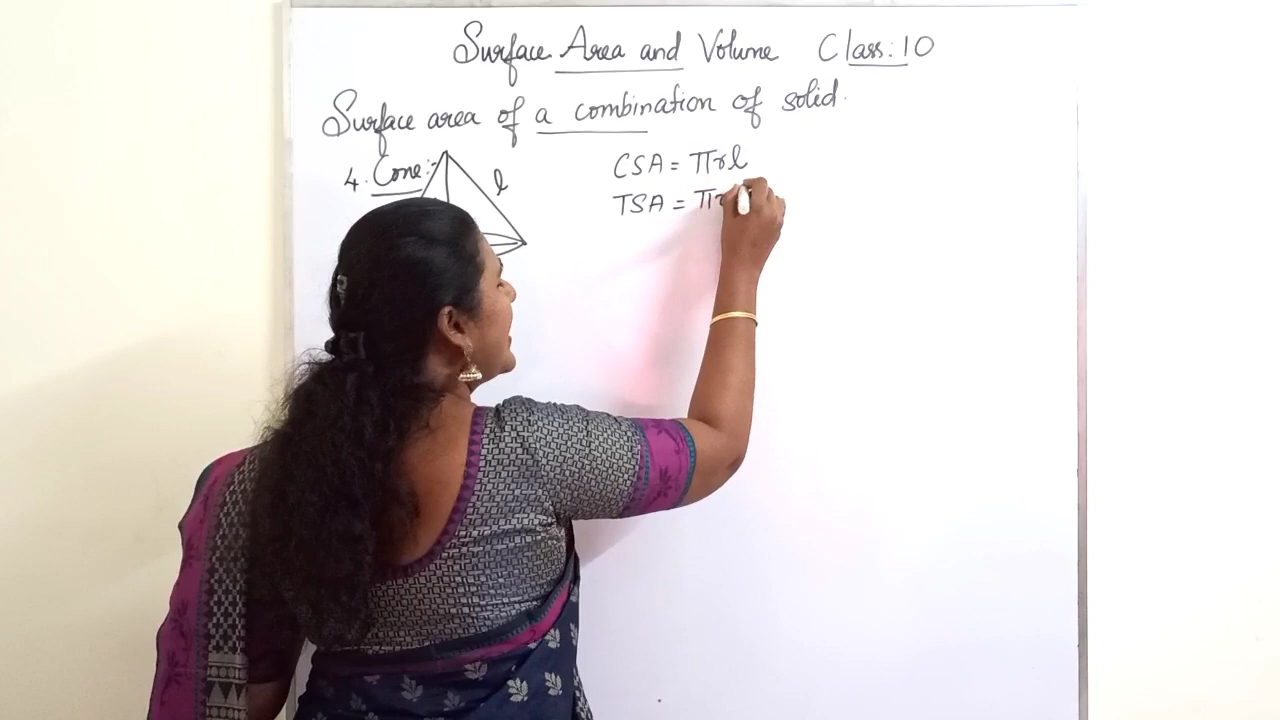 Surface Area and Volume Class: 10
Surface area of a combination of solid.
4. Cone:-
l
CSA = πrl
TSA = πr